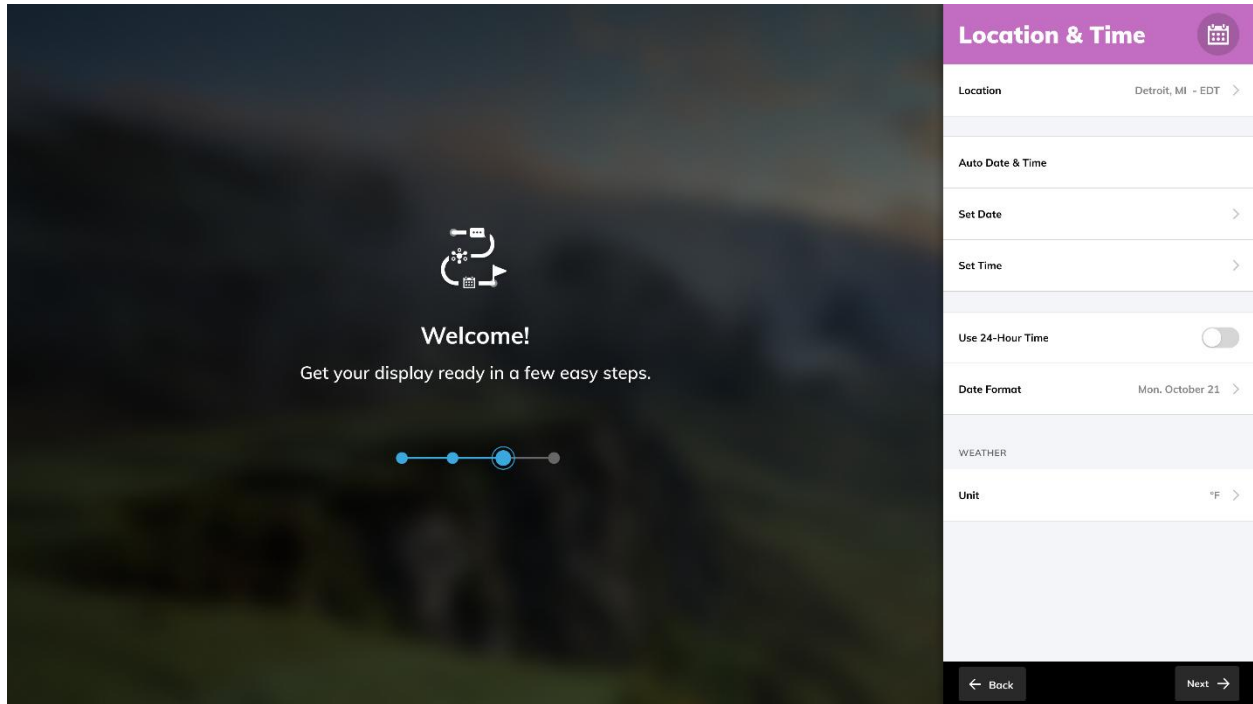 Welcome!
Get your display ready in a few easy steps.
Location & Time
Location Detroit, MI - EDT
Auto Date & Time
Set Date
Set Time
Use 24-Hour Time
Date Format Mon. October 21
WEATHER
Unit °F
Back Next